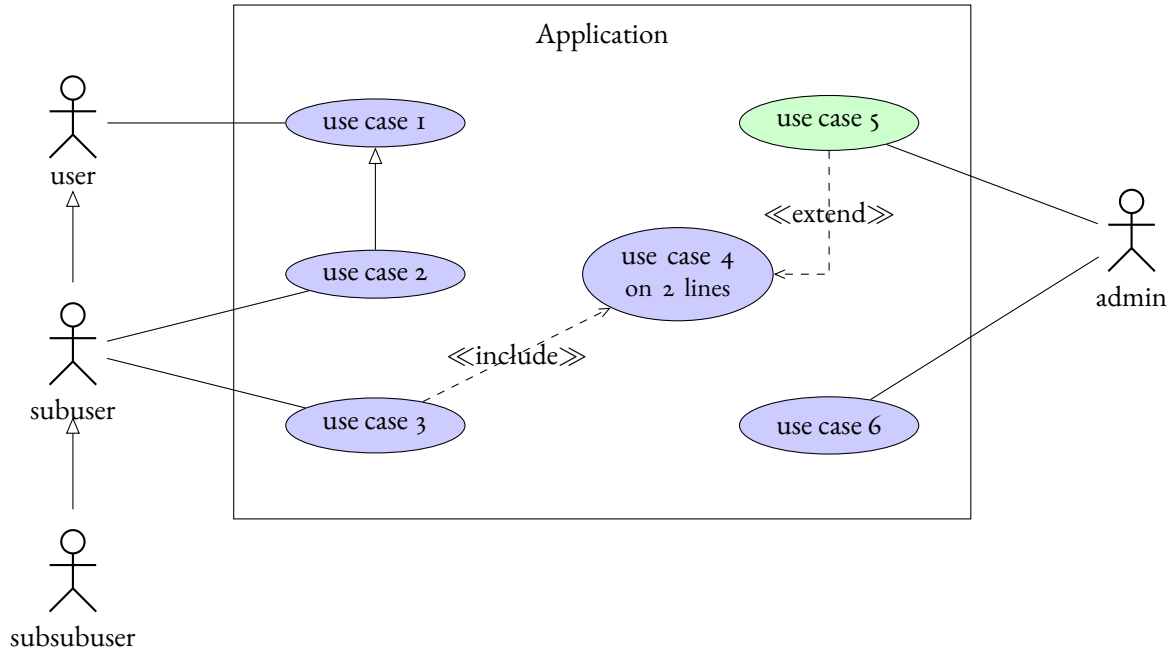 Application
user
use case 1
use case 5
≪extend≫
use case 2
use case 4
on 2 lines
admin
≪include≫
subuser
use case 3
use case 6
subsubuser